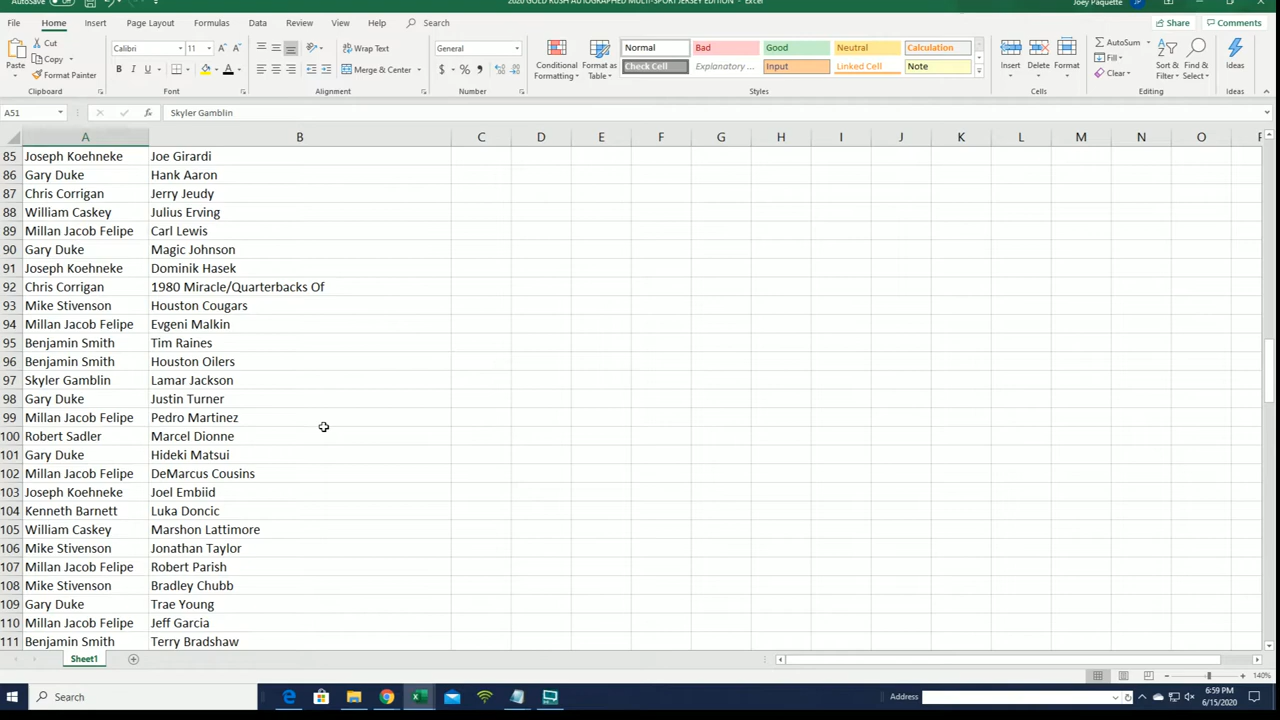 AutoSave
2020 GOLD RUSH AUTOGRAPHED MULTI-SPORT JERSEY EDITION - Excel
Joey Paquette
File Home Insert Page Layout Formulas Data Review View Help Search Share Comments
Paste Cut Copy Format Painter Clipboard
Calibri 11 B I U A Font
Wrap Text Merge & Center Alignment
General $ % Number
Conditional Formatting Format as Table
Normal Bad Good Neutral Calculation
Check Cell Explanatory ... Input Linked Cell Note
Styles
Insert Delete Format Cells
AutoSum Fill Clear Sort & Filter Find & Select Editing
Ideas Ideas
A51 fx Skyler Gamblin
A B C D E F G H I J K L M N O
85 Joseph Koehneke Joe Girardi
86 Gary Duke Hank Aaron
87 Chris Corrigan Jerry Jeudy
88 William Caskey Julius Erving
89 Millan Jacob Felipe Carl Lewis
90 Gary Duke Magic Johnson
91 Joseph Koehneke Dominik Hasek
92 Chris Corrigan 1980 Miracle/Quarterbacks Of
93 Mike Stivenson Houston Cougars
94 Millan Jacob Felipe Evgeni Malkin
95 Benjamin Smith Tim Raines
96 Benjamin Smith Houston Oilers
97 Skyler Gamblin Lamar Jackson
98 Gary Duke Justin Turner
99 Millan Jacob Felipe Pedro Martinez
100 Robert Sadler Marcel Dionne
101 Gary Duke Hideki Matsui
102 Millan Jacob Felipe DeMarcus Cousins
103 Joseph Koehneke Joel Embiid
104 Kenneth Barnett Luka Doncic
105 William Caskey Marshon Lattimore
106 Mike Stivenson Jonathan Taylor
107 Millan Jacob Felipe Robert Parish
108 Mike Stivenson Bradley Chubb
109 Gary Duke Trae Young
110 Millan Jacob Felipe Jeff Garcia
111 Benjamin Smith Terry Bradshaw
Sheet1
140%
Search
Address
6:59 PM
6/15/2020